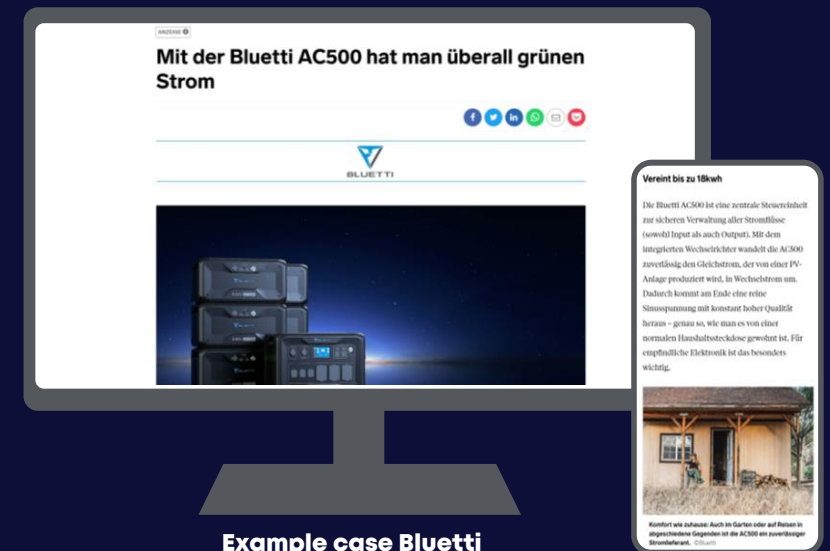 ANZEIGE
Mit der Bluetti AC500 hat man überall grünen
Strom
BLUETTI
Vereint bis zu 18kwh
Die Bluetti AC500 ist eine zentrale Steuereinheit
zur sicheren Verwaltung aller Stromflüsse
(sowohl Input als auch Output). Mit dem
integrierten Wechselrichter wandelt die AC500
zuverlässig den Gleichstrom, der von einer PV-
Anlage produziert wird, in Wechselstrom um.
Dadurch kommt am Ende eine reine
Sinusspannung mit konstant hoher Qualität
heraus – genau so, wie man es von einer
normalen Haushaltssteckdose gewohnt ist. Für
empfindliche Elektronik ist das besonders
wichtig.
Komfort wie zuhause: Auch im Garten oder auf Reisen in
abgeschiedene Gegenden ist die AC500 ein zuverlässiger
Stromlieferant. ©Bluetti
Example case Bluetti